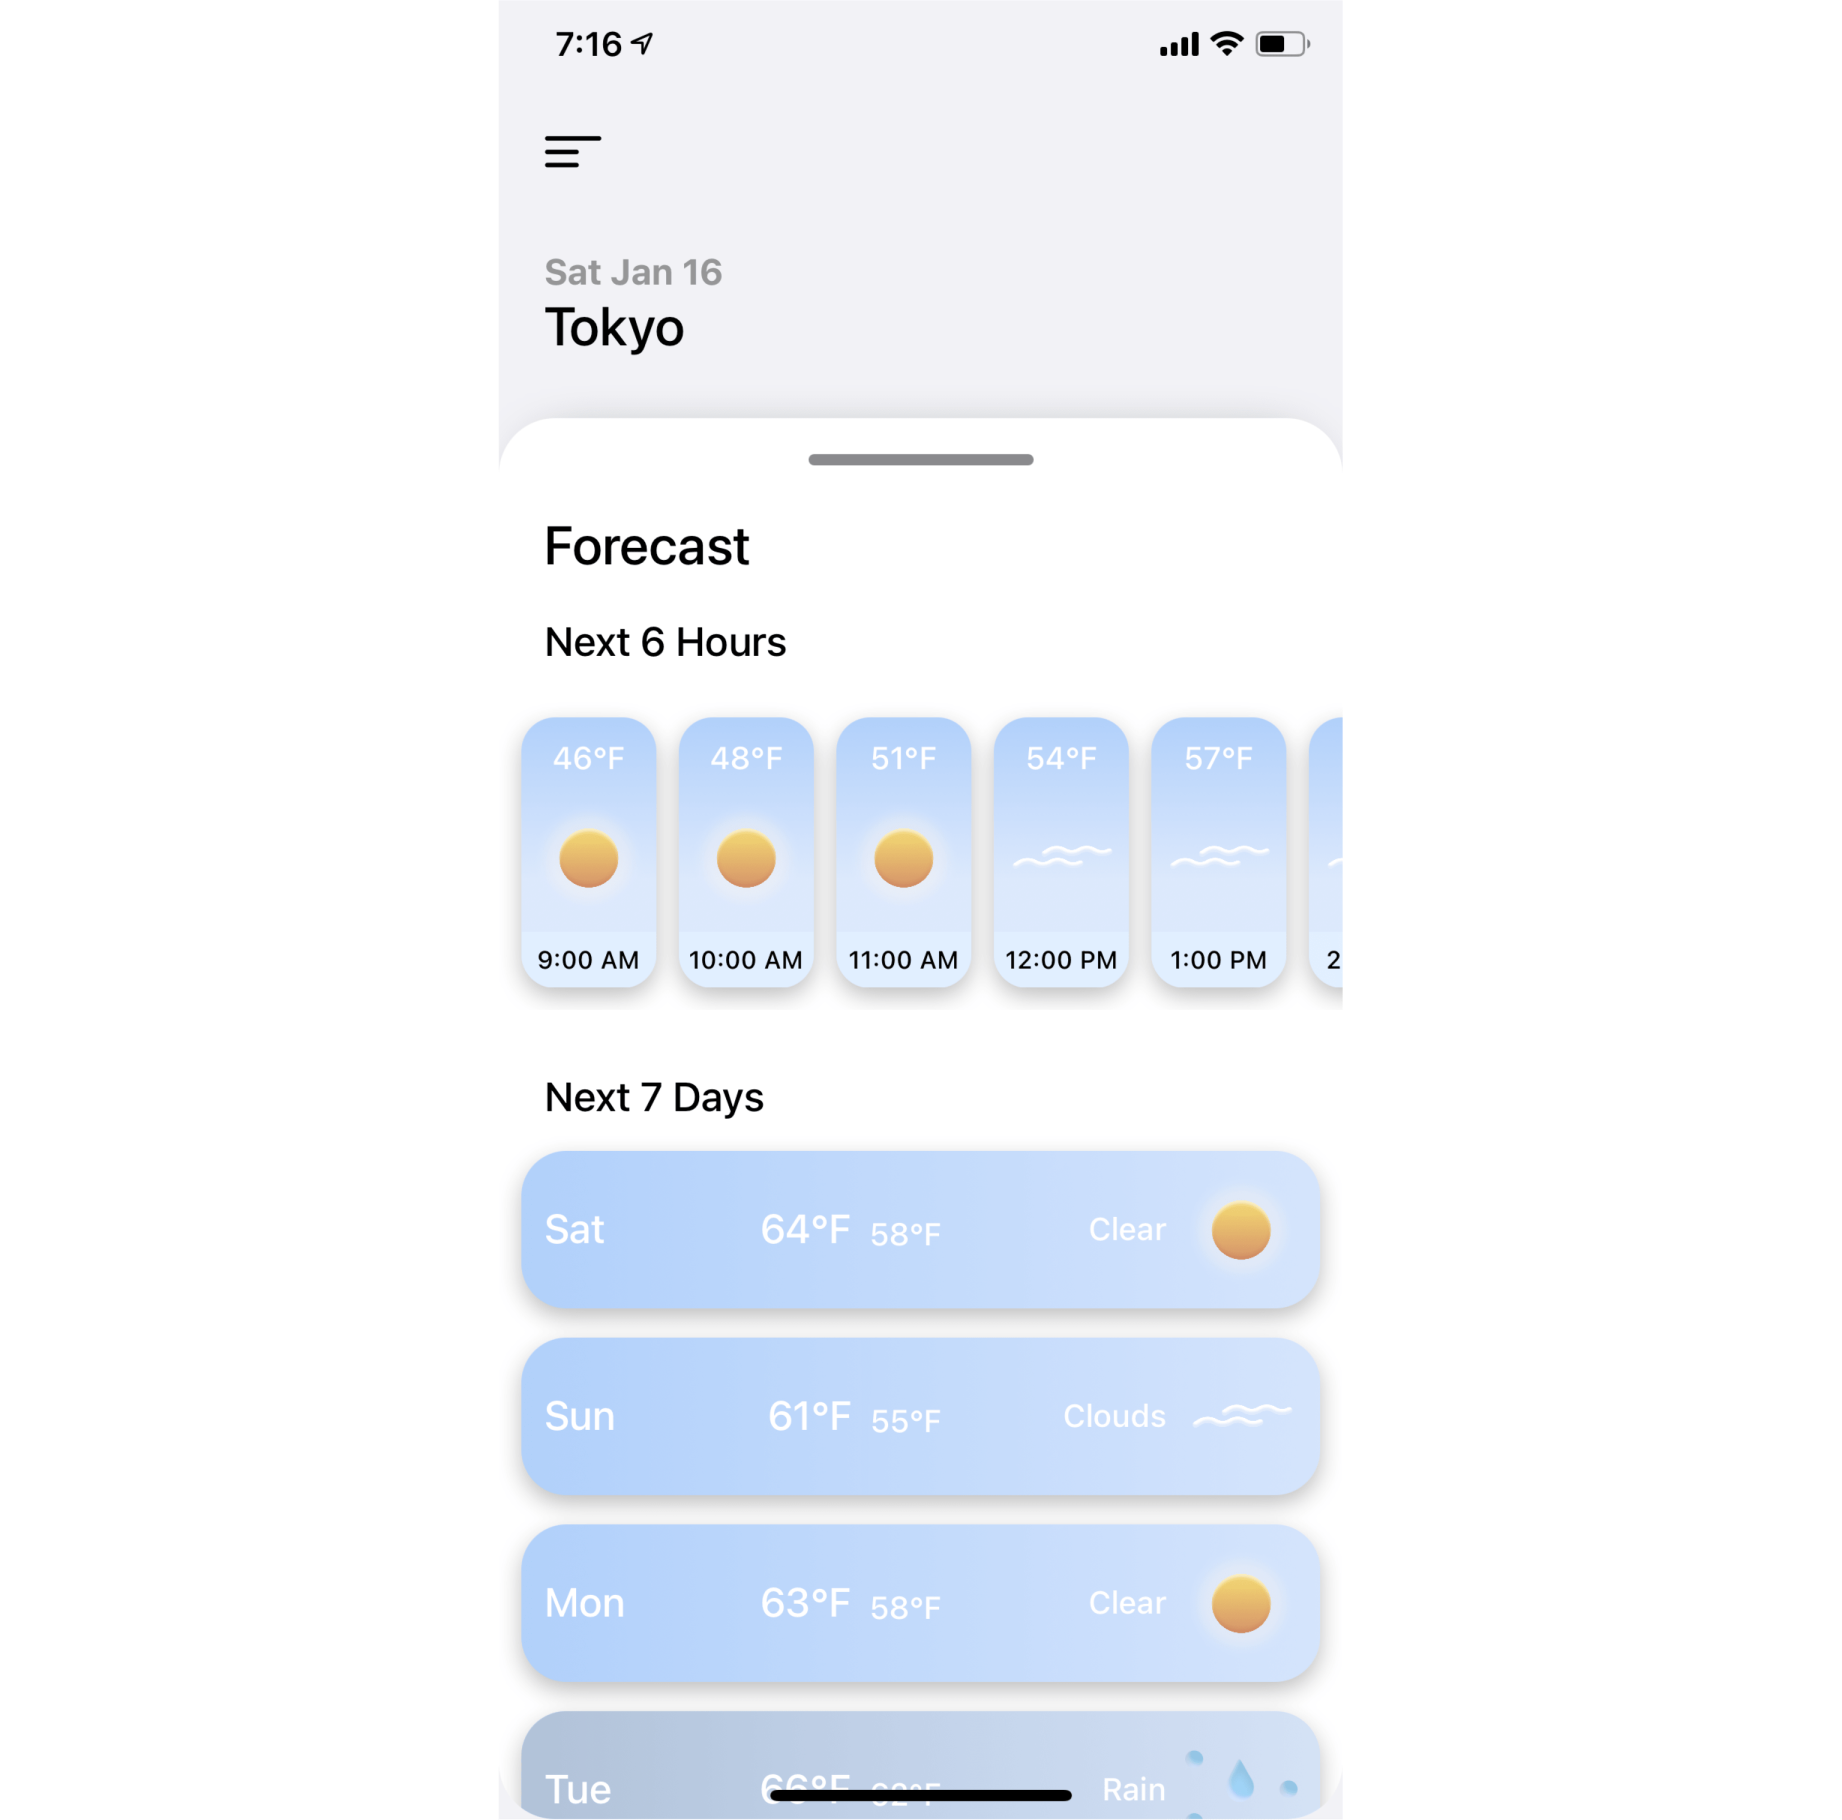 7:16
Sat Jan 16
Tokyo
Forecast
Next 6 Hours
46°F 48°F 51°F 54°F 57°F
9:00 AM 10:00 AM 11:00 AM 12:00 PM 1:00 PM 2
Next 7 Days
Sat 64°F 58°F Clear
Sun 61°F 55°F Clouds
Mon 63°F 58°F Clear
Tue 66°F Rain